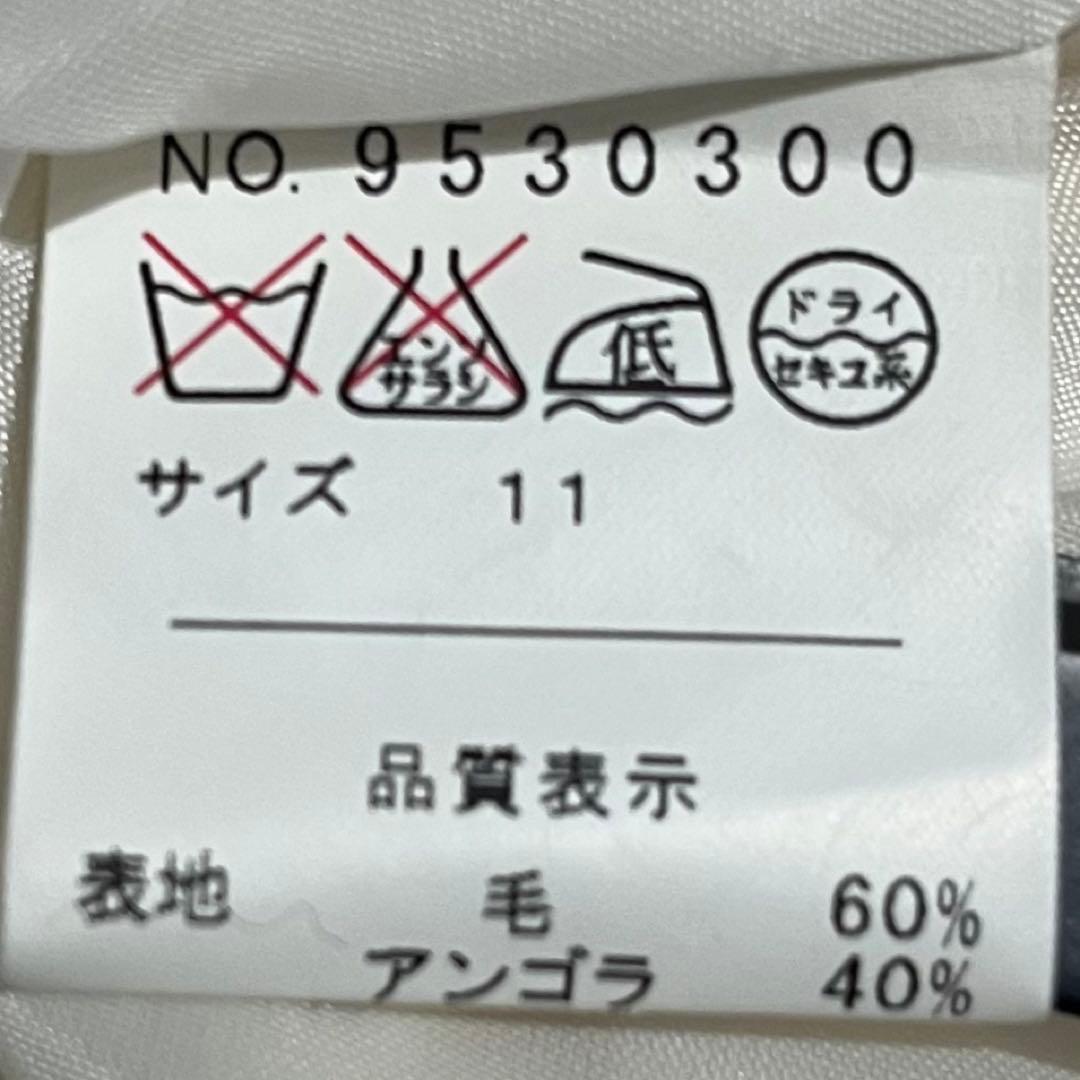 NO. 9530300
エンソ サラシ 低 ドライ セキユ系
サイズ 11
品質表示
表地 毛 60%
アンゴラ 40%